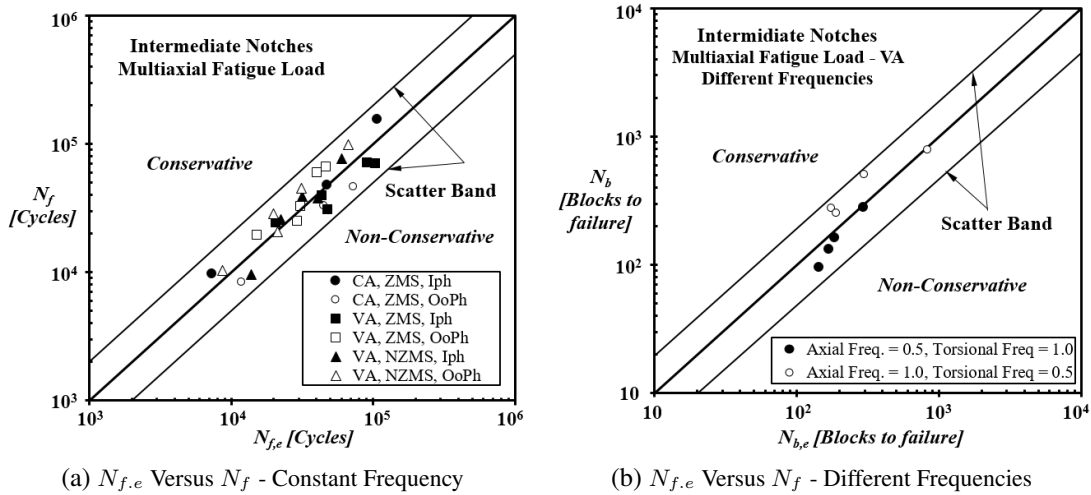 10^6
Intermediate Notches
Multiaxial Fatigue Load
10^5
Conservative
N_f
[Cycles]
Scatter Band
Non-Conservative
10^4
CA, ZMS, Iph
CA, ZMS, OoPh
VA, ZMS, Iph
VA, ZMS, OoPh
VA, NZMS, Iph
VA, NZMS, OoPh
10^3
10^3 10^4 10^5 10^6
N_{f,e} [Cycles]
(a) N_{f.e} Versus N_f - Constant Frequency
10^4
Intermidiate Notches
Multiaxial Fatigue Load - VA
Different Frequencies
10^3
Conservative
N_b
[Blocks to
failure]
Scatter Band
10^2
Non-Conservative
Axial Freq. = 0.5, Torsional Freq = 1.0
Axial Freq. = 1.0, Torsional Freq = 0.5
10
10 10^2 10^3 10^4
N_{b,e} [Blocks to failure]
(b) N_{f.e} Versus N_f - Different Frequencies